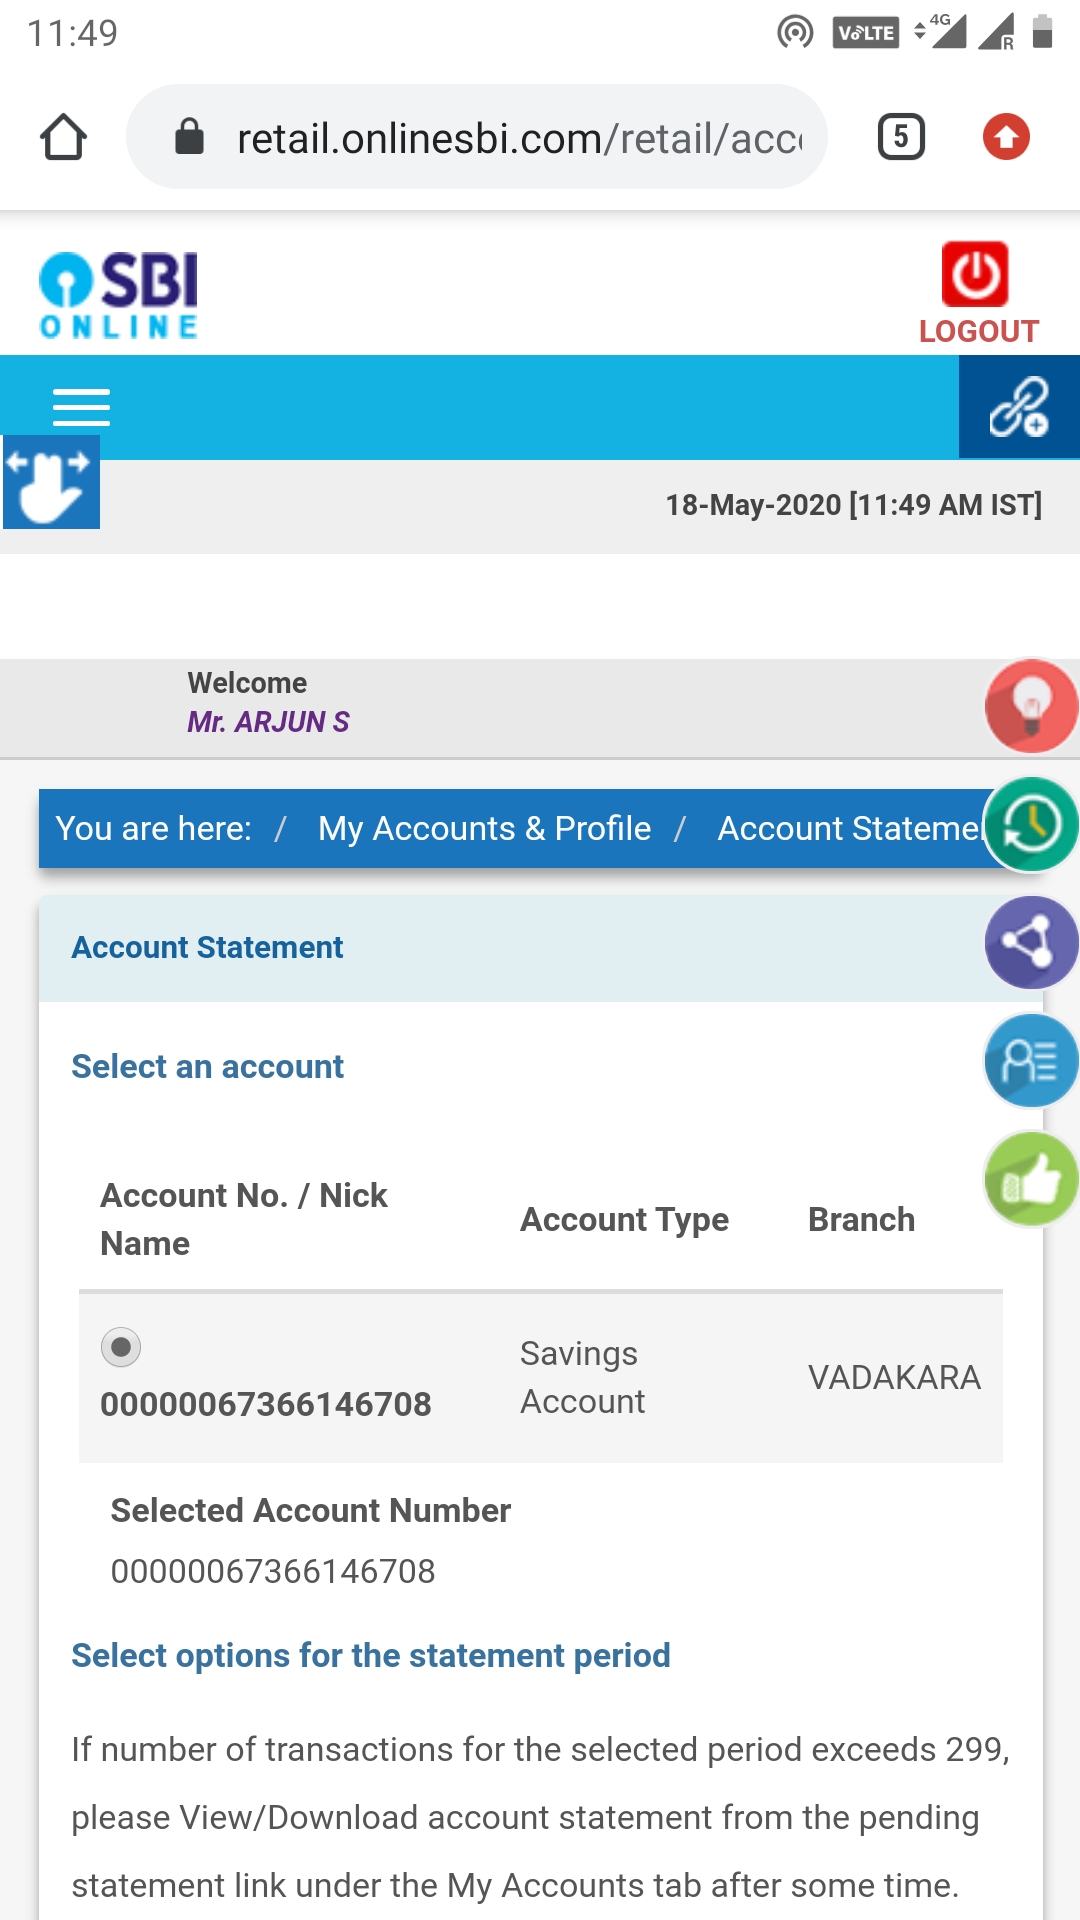 11:49
VoLTE 4G R
retail.onlinesbi.com/retail/acc
5
SBI
ONLINE
LOGOUT
18-May-2020 [11:49 AM IST]
Welcome
Mr. ARJUN S
You are here: / My Accounts & Profile / Account Stateme
Account Statement
Select an account
Account No. / Nick
Name
Account Type
Branch
00000067366146708
Savings
Account
VADAKARA
Selected Account Number
00000067366146708
Select options for the statement period
If number of transactions for the selected period exceeds 299,
please View/Download account statement from the pending
statement link under the My Accounts tab after some time.